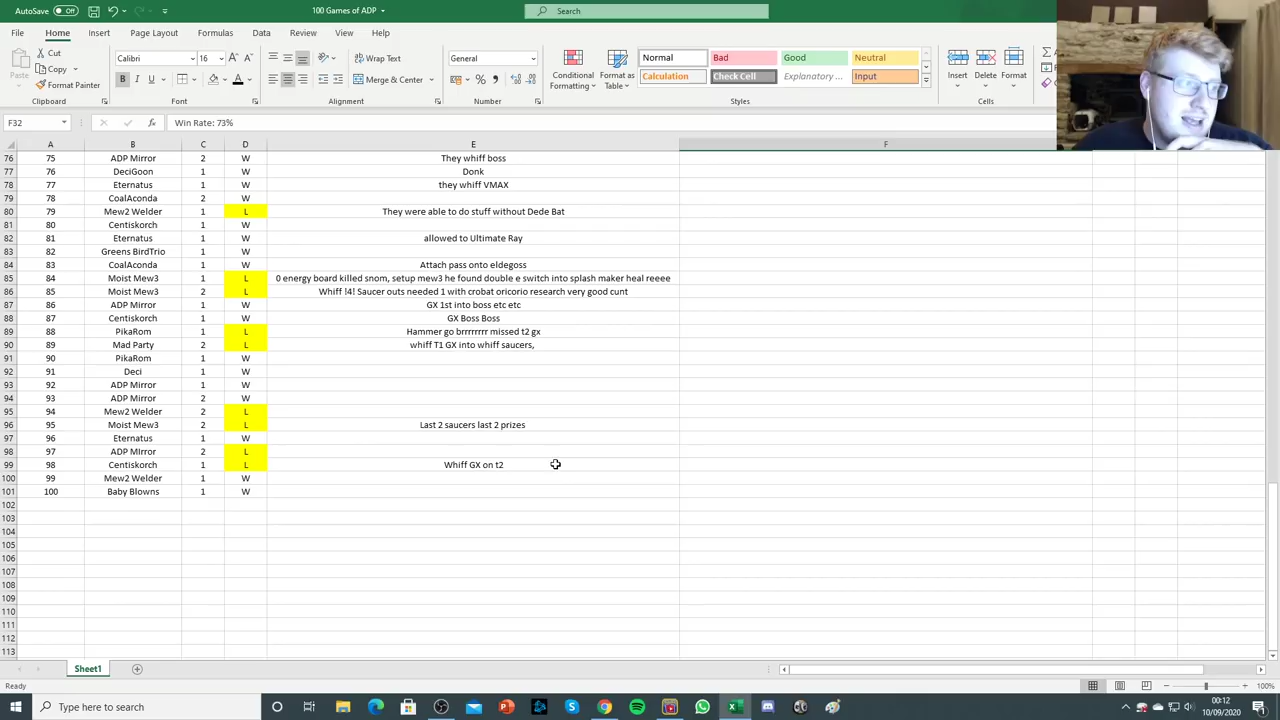 AutoSave Off 100 Games of ADP Search
File Home Insert Page Layout Formulas Data Review View Help
Cut
Copy
Format Painter
Paste
Clipboard
Calibri 16
Font
Wrap Text
Merge & Center
Alignment
General
Number
Conditional Formatting
Format as Table
Normal Bad Good Neutral
Calculation Check Cell Explanatory ... Input
Styles
Insert Delete Format
Cells
F32 Win Rate: 73%
A B C D E F
76 75 ADP Mirror 2 W They whiff boss
77 76 DeciGoon 1 W Donk
78 77 Eternatus 1 W they whiff VMAX
79 78 CoalAconda 2 W
80 79 Mew2 Welder 1 L They were able to do stuff without Dede Bat
81 80 Centiskorch 1 W
82 81 Eternatus 1 W allowed to Ultimate Ray
83 82 Greens BirdTrio 1 W
84 83 CoalAconda 1 W Attach pass onto eldegoss
85 84 Moist Mew3 1 L 0 energy board killed snom, setup mew3 he found double e switch into splash maker heal reeee
86 85 Moist Mew3 2 L Whiff !4! Saucer outs needed 1 with crobat oricorio research very good cunt
87 86 ADP Mirror 1 W GX 1st into boss etc etc
88 87 Centiskorch 1 W GX Boss Boss
89 88 PikaRom 1 L Hammer go brrrrrrrr missed t2 gx
90 89 Mad Party 2 L whiff T1 GX into whiff saucers,
91 90 PikaRom 1 W
92 91 Deci 1 W
93 92 ADP Mirror 1 W
94 93 ADP Mirror 2 W
95 94 Mew2 Welder 2 L
96 95 Moist Mew3 2 L Last 2 saucers last 2 prizes
97 96 Eternatus 1 W
98 97 ADP MIrror 2 L
99 98 Centiskorch 1 L Whiff GX on t2
100 99 Mew2 Welder 1 W
101 100 Baby Blowns 1 W
102
103
104
105
106
107
108
109
110
111
112
113
Sheet1
Ready 100%
Type here to search
00:12
10/09/2020